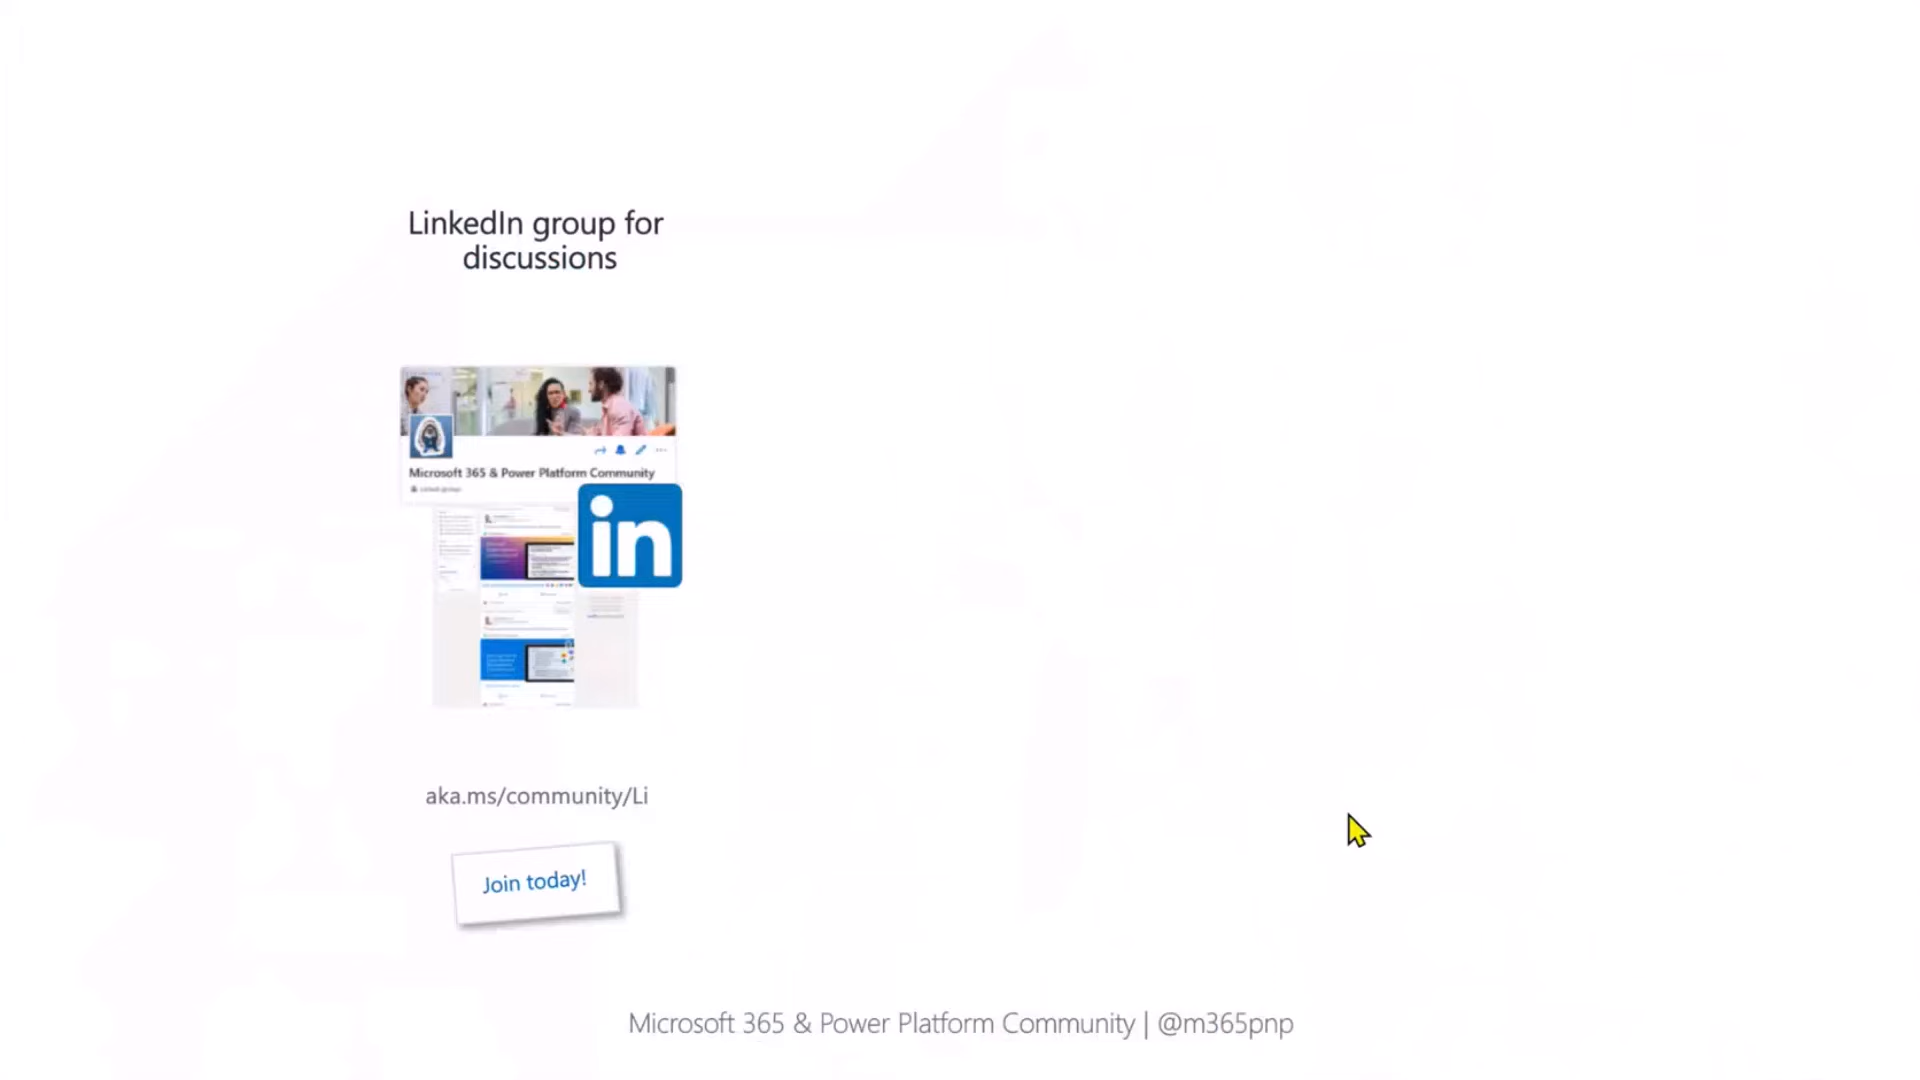 LinkedIn group for
discussions
Microsoft 365 & Power Platform Community
in
aka.ms/community/Li
Join today!
Microsoft 365 & Power Platform Community | @m365pnp